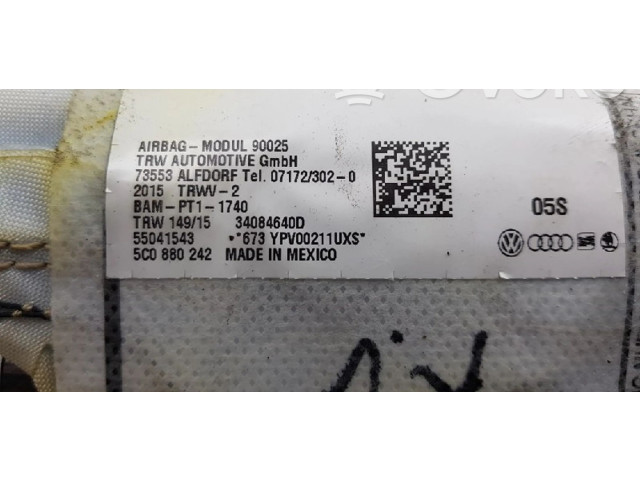 AIRBAG-MODUL 90025
TRW AUTOMOTIVE GmbH
73553 ALFDORF Tel. 07172/302-0
2015 TRWV-2
BAM-PT1-1740
TRW 149/15 34084640D
55041543 *673 YPV00211UXS*
5C0 880 242 MADE IN MEXICO
05S